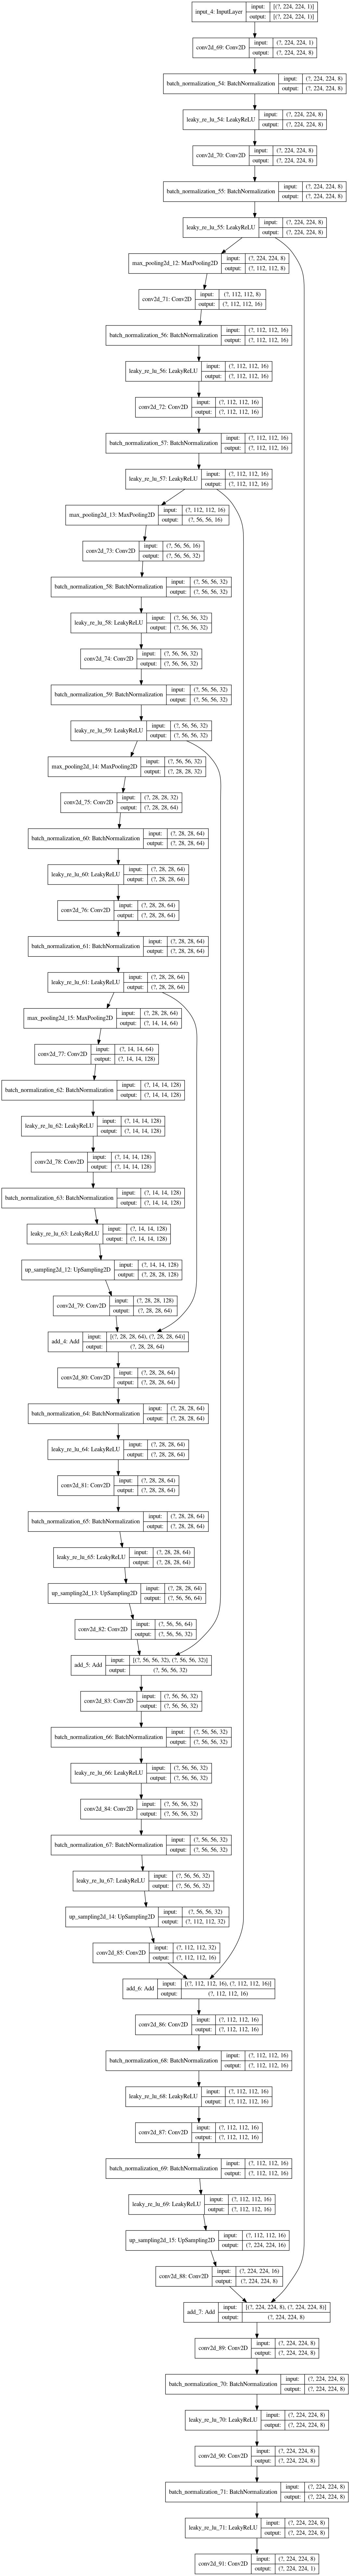 input_4: InputLayer
input: [(?, 224, 224, 1)]
output: [(?, 224, 224, 1)]
conv2d_69: Conv2D
input: (?, 224, 224, 1)
output: (?, 224, 224, 8)
batch_normalization_54: BatchNormalization
input: (?, 224, 224, 8)
output: (?, 224, 224, 8)
leaky_re_lu_54: LeakyReLU
input: (?, 224, 224, 8)
output: (?, 224, 224, 8)
conv2d_70: Conv2D
input: (?, 224, 224, 8)
output: (?, 224, 224, 8)
batch_normalization_55: BatchNormalization
input: (?, 224, 224, 8)
output: (?, 224, 224, 8)
leaky_re_lu_55: LeakyReLU
input: (?, 224, 224, 8)
output: (?, 224, 224, 8)
max_pooling2d_12: MaxPooling2D
input: (?, 224, 224, 8)
output: (?, 112, 112, 8)
conv2d_71: Conv2D
input: (?, 112, 112, 8)
output: (?, 112, 112, 16)
batch_normalization_56: BatchNormalization
input: (?, 112, 112, 16)
output: (?, 112, 112, 16)
leaky_re_lu_56: LeakyReLU
input: (?, 112, 112, 16)
output: (?, 112, 112, 16)
conv2d_72: Conv2D
input: (?, 112, 112, 16)
output: (?, 112, 112, 16)
batch_normalization_57: BatchNormalization
input: (?, 112, 112, 16)
output: (?, 112, 112, 16)
leaky_re_lu_57: LeakyReLU
input: (?, 112, 112, 16)
output: (?, 112, 112, 16)
max_pooling2d_13: MaxPooling2D
input: (?, 112, 112, 16)
output: (?, 56, 56, 16)
conv2d_73: Conv2D
input: (?, 56, 56, 16)
output: (?, 56, 56, 32)
batch_normalization_58: BatchNormalization
input: (?, 56, 56, 32)
output: (?, 56, 56, 32)
leaky_re_lu_58: LeakyReLU
input: (?, 56, 56, 32)
output: (?, 56, 56, 32)
conv2d_74: Conv2D
input: (?, 56, 56, 32)
output: (?, 56, 56, 32)
batch_normalization_59: BatchNormalization
input: (?, 56, 56, 32)
output: (?, 56, 56, 32)
leaky_re_lu_59: LeakyReLU
input: (?, 56, 56, 32)
output: (?, 56, 56, 32)
max_pooling2d_14: MaxPooling2D
input: (?, 56, 56, 32)
output: (?, 28, 28, 32)
conv2d_75: Conv2D
input: (?, 28, 28, 32)
output: (?, 28, 28, 64)
batch_normalization_60: BatchNormalization
input: (?, 28, 28, 64)
output: (?, 28, 28, 64)
leaky_re_lu_60: LeakyReLU
input: (?, 28, 28, 64)
output: (?, 28, 28, 64)
conv2d_76: Conv2D
input: (?, 28, 28, 64)
output: (?, 28, 28, 64)
batch_normalization_61: BatchNormalization
input: (?, 28, 28, 64)
output: (?, 28, 28, 64)
leaky_re_lu_61: LeakyReLU
input: (?, 28, 28, 64)
output: (?, 28, 28, 64)
max_pooling2d_15: MaxPooling2D
input: (?, 28, 28, 64)
output: (?, 14, 14, 64)
conv2d_77: Conv2D
input: (?, 14, 14, 64)
output: (?, 14, 14, 128)
batch_normalization_62: BatchNormalization
input: (?, 14, 14, 128)
output: (?, 14, 14, 128)
leaky_re_lu_62: LeakyReLU
input: (?, 14, 14, 128)
output: (?, 14, 14, 128)
conv2d_78: Conv2D
input: (?, 14, 14, 128)
output: (?, 14, 14, 128)
batch_normalization_63: BatchNormalization
input: (?, 14, 14, 128)
output: (?, 14, 14, 128)
leaky_re_lu_63: LeakyReLU
input: (?, 14, 14, 128)
output: (?, 14, 14, 128)
up_sampling2d_12: UpSampling2D
input: (?, 14, 14, 128)
output: (?, 28, 28, 128)
conv2d_79: Conv2D
input: (?, 28, 28, 128)
output: (?, 28, 28, 64)
add_4: Add
input: [(?, 28, 28, 64), (?, 28, 28, 64)]
output: (?, 28, 28, 64)
conv2d_80: Conv2D
input: (?, 28, 28, 64)
output: (?, 28, 28, 64)
batch_normalization_64: BatchNormalization
input: (?, 28, 28, 64)
output: (?, 28, 28, 64)
leaky_re_lu_64: LeakyReLU
input: (?, 28, 28, 64)
output: (?, 28, 28, 64)
conv2d_81: Conv2D
input: (?, 28, 28, 64)
output: (?, 28, 28, 64)
batch_normalization_65: BatchNormalization
input: (?, 28, 28, 64)
output: (?, 28, 28, 64)
leaky_re_lu_65: LeakyReLU
input: (?, 28, 28, 64)
output: (?, 28, 28, 64)
up_sampling2d_13: UpSampling2D
input: (?, 28, 28, 64)
output: (?, 56, 56, 64)
conv2d_82: Conv2D
input: (?, 56, 56, 64)
output: (?, 56, 56, 32)
add_5: Add
input: [(?, 56, 56, 32), (?, 56, 56, 32)]
output: (?, 56, 56, 32)
conv2d_83: Conv2D
input: (?, 56, 56, 32)
output: (?, 56, 56, 32)
batch_normalization_66: BatchNormalization
input: (?, 56, 56, 32)
output: (?, 56, 56, 32)
leaky_re_lu_66: LeakyReLU
input: (?, 56, 56, 32)
output: (?, 56, 56, 32)
conv2d_84: Conv2D
input: (?, 56, 56, 32)
output: (?, 56, 56, 32)
batch_normalization_67: BatchNormalization
input: (?, 56, 56, 32)
output: (?, 56, 56, 32)
leaky_re_lu_67: LeakyReLU
input: (?, 56, 56, 32)
output: (?, 56, 56, 32)
up_sampling2d_14: UpSampling2D
input: (?, 56, 56, 32)
output: (?, 112, 112, 32)
conv2d_85: Conv2D
input: (?, 112, 112, 32)
output: (?, 112, 112, 16)
add_6: Add
input: [(?, 112, 112, 16), (?, 112, 112, 16)]
output: (?, 112, 112, 16)
conv2d_86: Conv2D
input: (?, 112, 112, 16)
output: (?, 112, 112, 16)
batch_normalization_68: BatchNormalization
input: (?, 112, 112, 16)
output: (?, 112, 112, 16)
leaky_re_lu_68: LeakyReLU
input: (?, 112, 112, 16)
output: (?, 112, 112, 16)
conv2d_87: Conv2D
input: (?, 112, 112, 16)
output: (?, 112, 112, 16)
batch_normalization_69: BatchNormalization
input: (?, 112, 112, 16)
output: (?, 112, 112, 16)
leaky_re_lu_69: LeakyReLU
input: (?, 112, 112, 16)
output: (?, 112, 112, 16)
up_sampling2d_15: UpSampling2D
input: (?, 112, 112, 16)
output: (?, 224, 224, 16)
conv2d_88: Conv2D
input: (?, 224, 224, 16)
output: (?, 224, 224, 8)
add_7: Add
input: [(?, 224, 224, 8), (?, 224, 224, 8)]
output: (?, 224, 224, 8)
conv2d_89: Conv2D
input: (?, 224, 224, 8)
output: (?, 224, 224, 8)
batch_normalization_70: BatchNormalization
input: (?, 224, 224, 8)
output: (?, 224, 224, 8)
leaky_re_lu_70: LeakyReLU
input: (?, 224, 224, 8)
output: (?, 224, 224, 8)
conv2d_90: Conv2D
input: (?, 224, 224, 8)
output: (?, 224, 224, 8)
batch_normalization_71: BatchNormalization
input: (?, 224, 224, 8)
output: (?, 224, 224, 8)
leaky_re_lu_71: LeakyReLU
input: (?, 224, 224, 8)
output: (?, 224, 224, 8)
conv2d_91: Conv2D
input: (?, 224, 224, 8)
output: (?, 224, 224, 1)